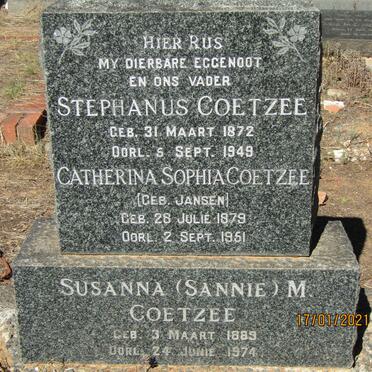 HIER RUS
MY DIERBARE EGGENOOT
EN ONS VADER
STEPHANUS COETZEE
GEB. 31 MAART 1872
OORL. 5 SEPT. 1949
CATHERINA SOPHIA COETZEE
(GEB. JANSEN)
GEB. 28 JULIE 1879
OORL. 2 SEPT. 1951
SUSANNA (SANNIE) M
COETZEE
GEB. 3 MAART 1889
OORL. 24 JUNIE 1974
17/01/2021